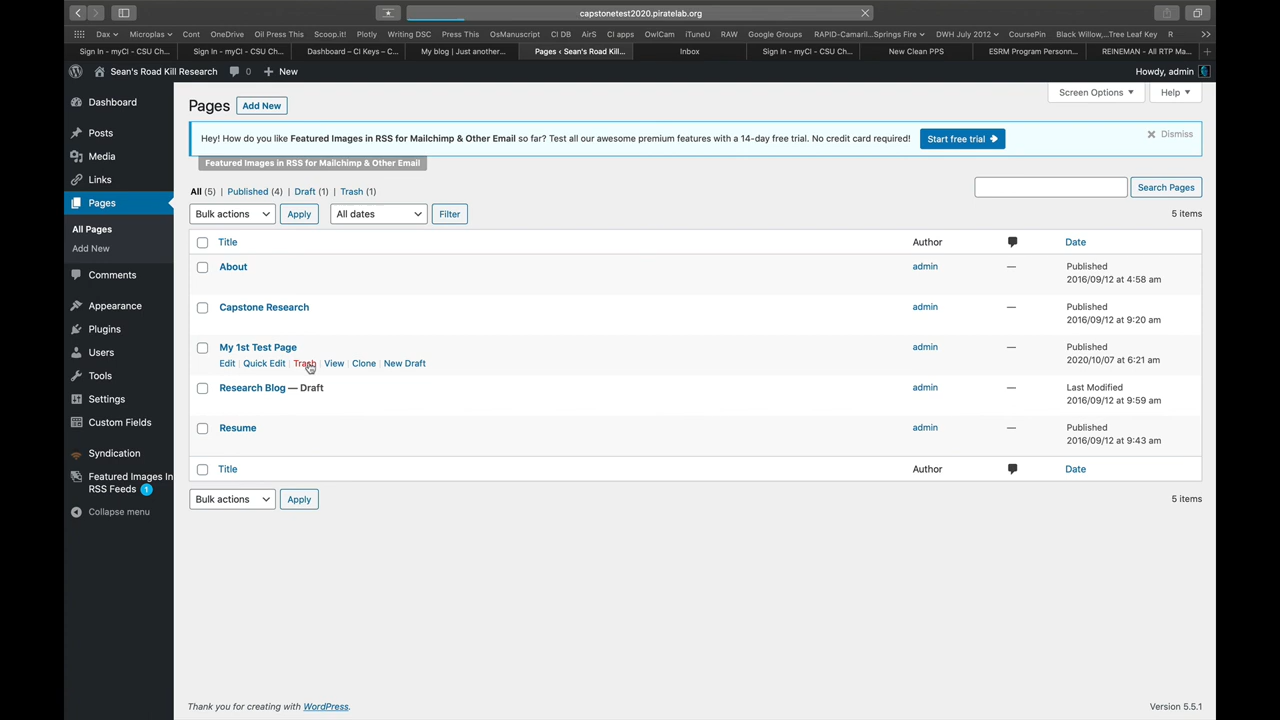 capstonetest2020.piratelab.org
Dax Microplas Cont OneDrive Oil Press This Scoop.it! Plotly Writing DSC Press This OsManuscript CI DB AirS CI apps OwlCam iTuneU RAW Google Groups RAPID-Camaril...Springs Fire DWH July 2012 CoursePin Black Willow,...Tree Leaf Key R
Sign In - myCI - CSU Ch... Sign In - myCI - CSU Ch... Dashboard – CI Keys – C... My blog | Just another... Pages ‹ Sean's Road Kill... Inbox Sign In - myCI - CSU Ch... New Clean PPS ESRM Program Personn... REINEMAN - All RTP Ma...
Sean's Road Kill Research 0 New Howdy, admin
Screen Options Help
Dashboard
Posts
Media
Links
Pages
All Pages
Add New
Comments
Appearance
Plugins
Users
Tools
Settings
Custom Fields
Syndication
Featured Images In
RSS Feeds 1
Collapse menu
Pages Add New
Hey! How do you like Featured Images in RSS for Mailchimp & Other Email so far? Test all our awesome premium features with a 14-day free trial. No credit card required! Start free trial Dismiss
Featured Images in RSS for Mailchimp & Other Email
All (5) | Published (4) | Draft (1) | Trash (1)
Search Pages
Bulk actions Apply All dates Filter 5 items
Title Author Date
About admin — Published
2016/09/12 at 4:58 am
Capstone Research admin — Published
2016/09/12 at 9:20 am
My 1st Test Page admin — Published
2020/10/07 at 6:21 am
Edit | Quick Edit | Trash | View | Clone | New Draft
Research Blog — Draft admin — Last Modified
2016/09/12 at 9:59 am
Resume admin — Published
2016/09/12 at 9:43 am
Title Author Date
Bulk actions Apply 5 items
Thank you for creating with WordPress. Version 5.5.1